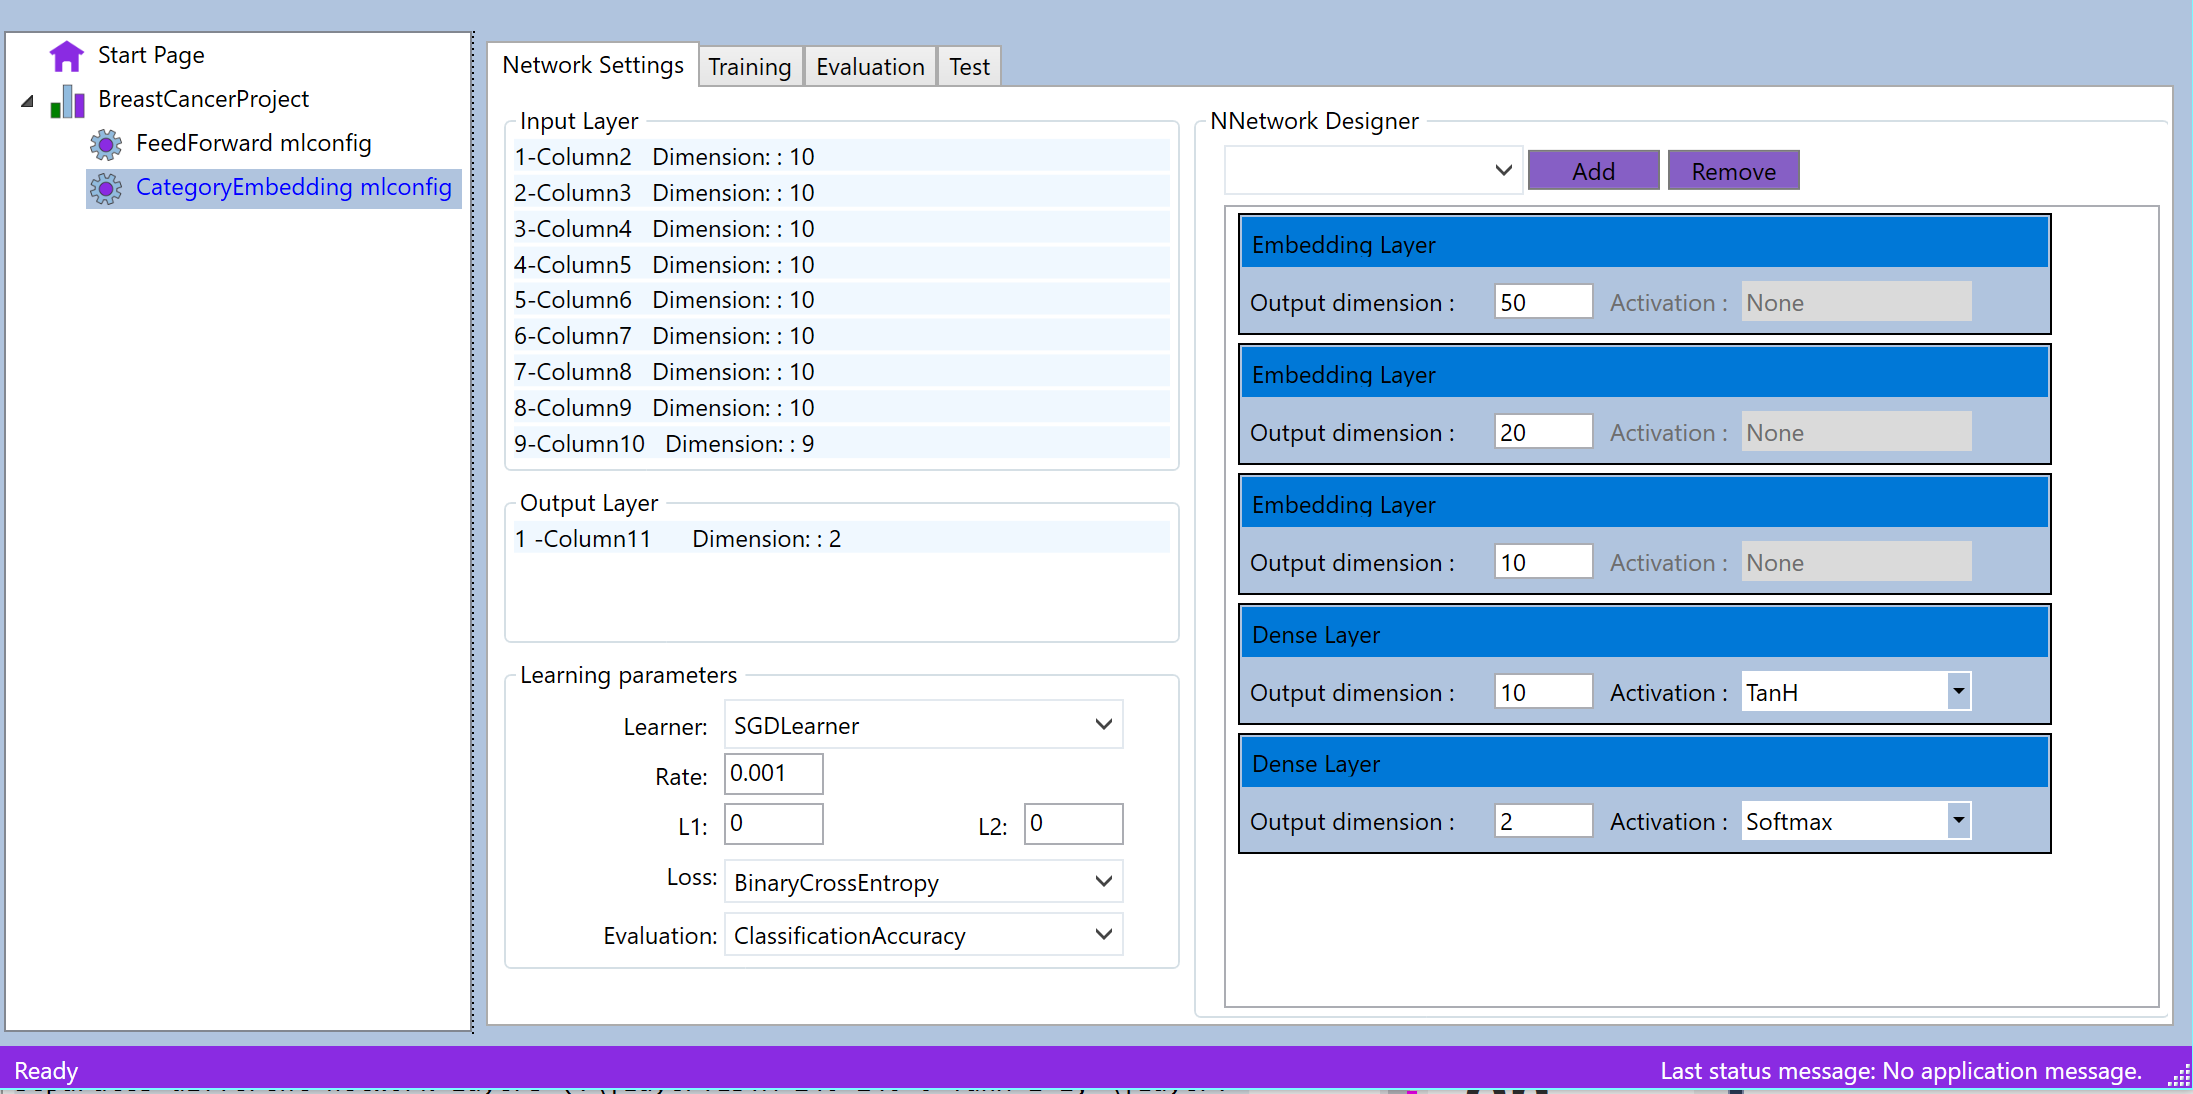 Start Page
BreastCancerProject
FeedForward mlconfig
CategoryEmbedding mlconfig
Network Settings Training Evaluation Test
Input Layer
1-Column2 Dimension: : 10
2-Column3 Dimension: : 10
3-Column4 Dimension: : 10
4-Column5 Dimension: : 10
5-Column6 Dimension: : 10
6-Column7 Dimension: : 10
7-Column8 Dimension: : 10
8-Column9 Dimension: : 10
9-Column10 Dimension: : 9
Output Layer
1 -Column11 Dimension: : 2
Learning parameters
Learner: SGDLearner
Rate: 0.001
L1: 0 L2: 0
Loss: BinaryCrossEntropy
Evaluation: ClassificationAccuracy
NNetwork Designer
Add Remove
Embedding Layer
Output dimension : 50 Activation : None
Embedding Layer
Output dimension : 20 Activation : None
Embedding Layer
Output dimension : 10 Activation : None
Dense Layer
Output dimension : 10 Activation : TanH
Dense Layer
Output dimension : 2 Activation : Softmax
Ready Last status message: No application message.